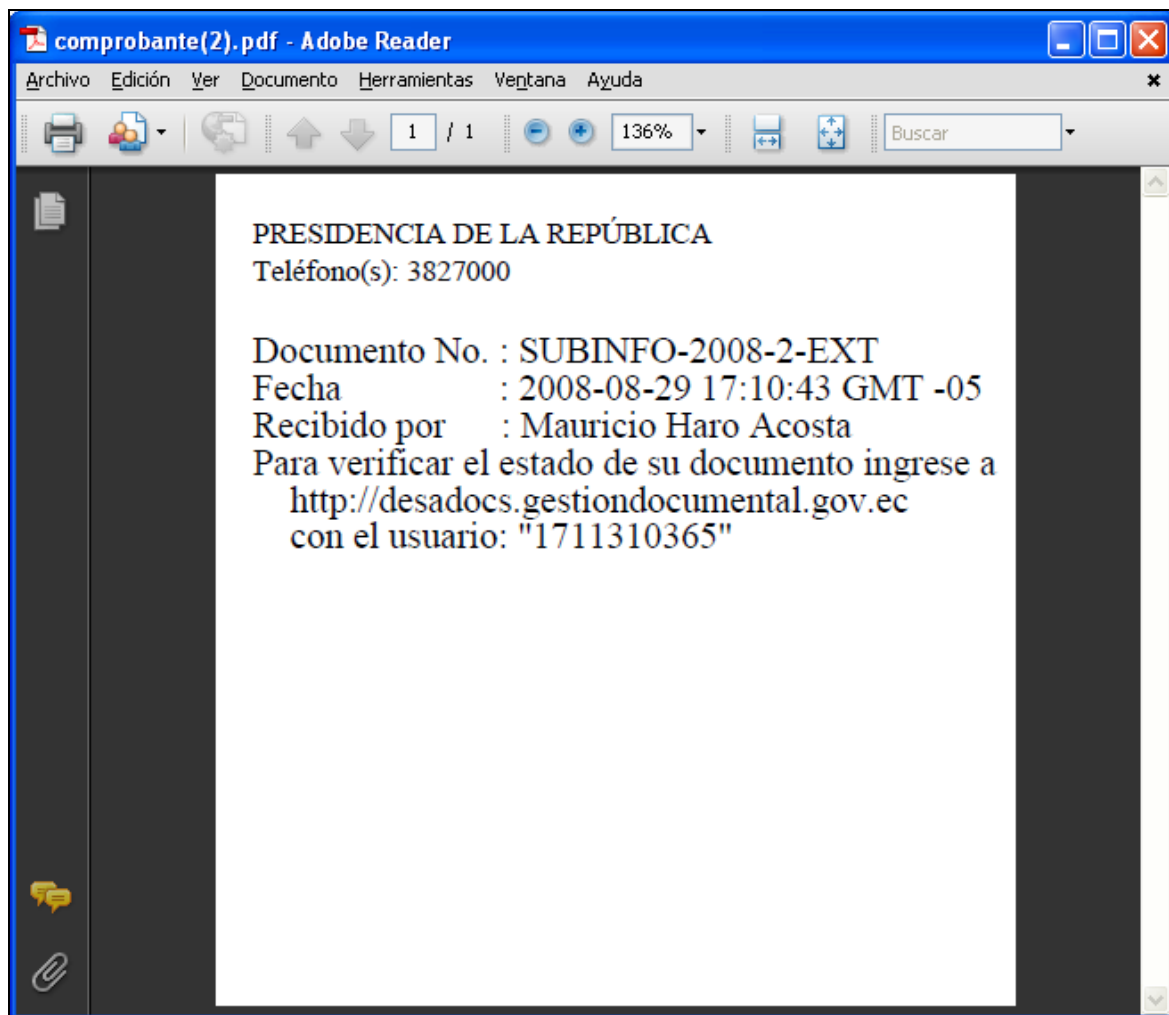 comprobante(2).pdf - Adobe Reader
Archivo Edición Ver Documento Herramientas Ventana Ayuda
1 / 1 136% Buscar
PRESIDENCIA DE LA REPÚBLICA
Teléfono(s): 3827000
Documento No. : SUBINFO-2008-2-EXT
Fecha : 2008-08-29 17:10:43 GMT -05
Recibido por : Mauricio Haro Acosta
Para verificar el estado de su documento ingrese a
http://desadocs.gestiondocumental.gov.ec
con el usuario: "1711310365"